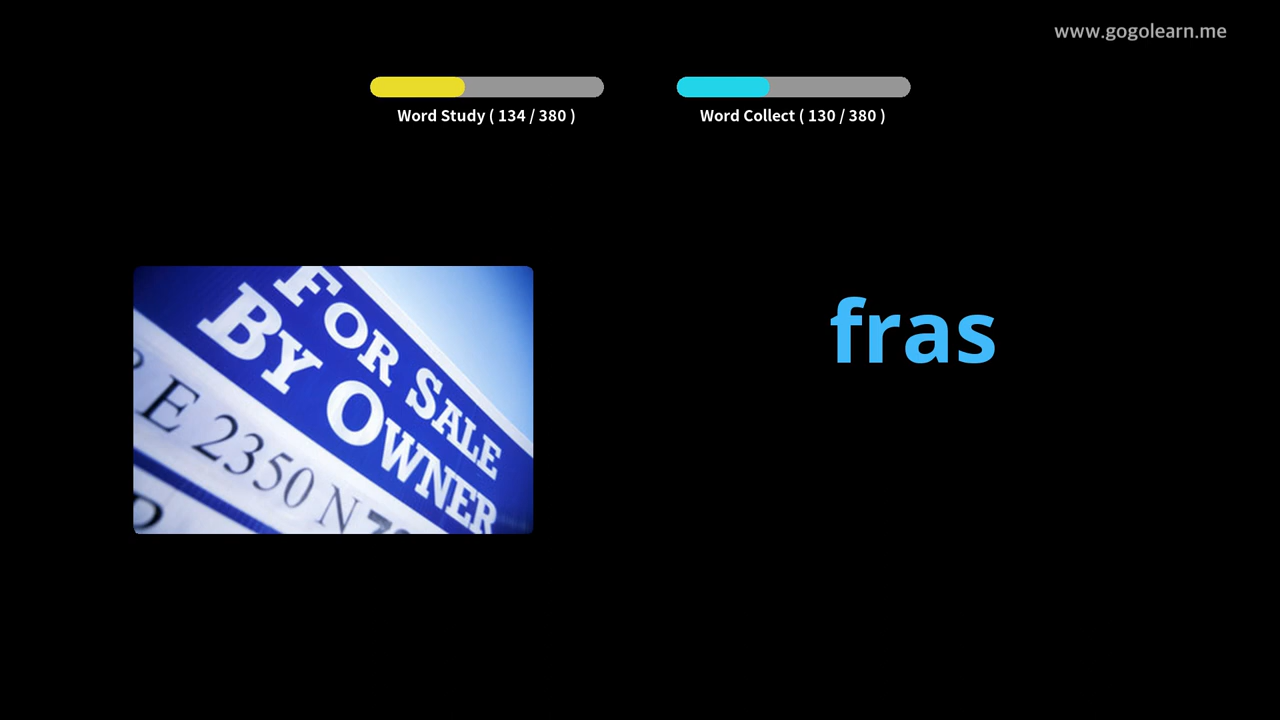 www.gogolearn.me
Word Study ( 134 / 380 )
Word Collect ( 130 / 380 )
FOR SALE
BY OWNER
E 2350 N
fras